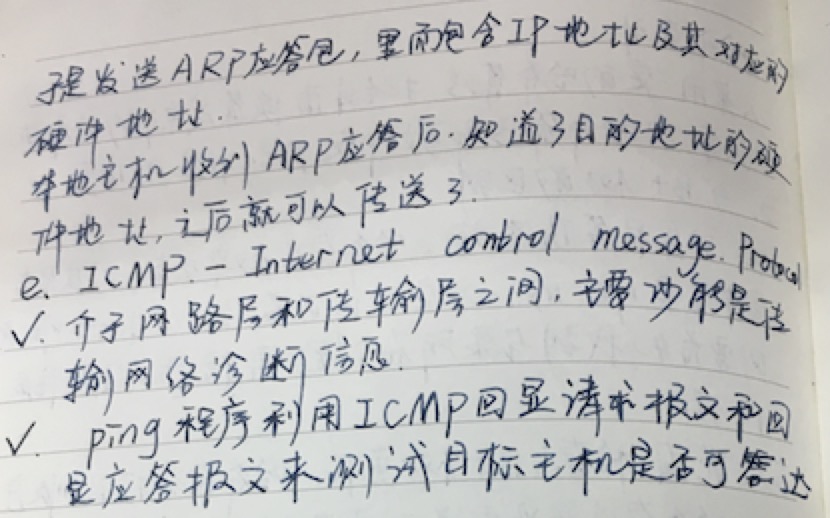 于是发送ARP应答包,里面包含IP地址及其对应的
硬件地址.
本地主机收到ARP应答后.知道了目的地址的硬
件地址,之后就可以传送了.
e. ICMP.- Internet control message. Protocol
✓. 介于网路层和传输层之间,主要功能是传
输网络诊断信息.
✓. ping程序利用ICMP回显请求报文和回
显应答报文来测试目标主机是否可答达